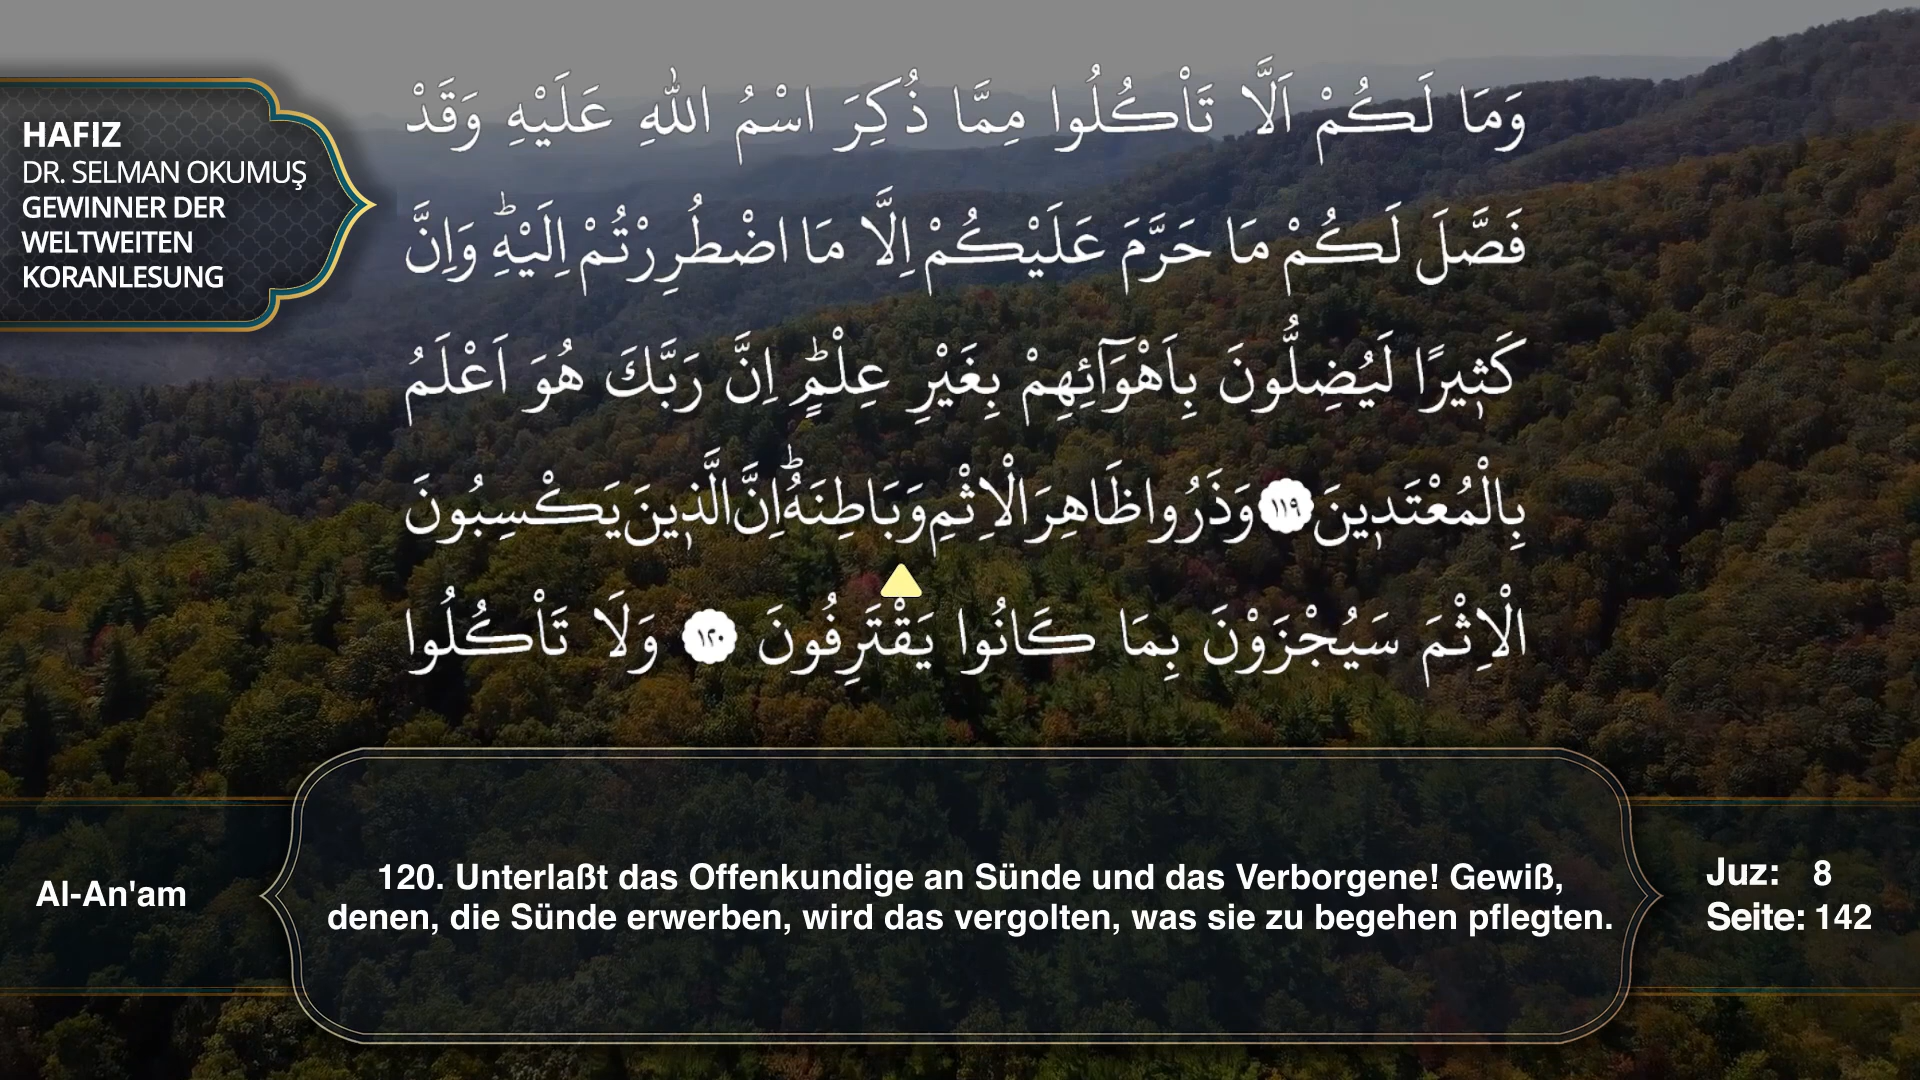 HAFIZ
DR. SELMAN OKUMUŞ
GEWINNER DER
WELTWEITEN
KORANLESUNG
وَمَا لَكُمْ اَلَّا تَاْكُلُوا مِمَّا ذُكِرَ اسْمُ اللّٰهِ عَلَيْهِ وَقَدْ
فَصَّلَ لَكُمْ مَا حَرَّمَ عَلَيْكُمْ اِلَّا مَا اضْطُرِرْتُمْ اِلَيْهِۜ وَاِنَّ
كَث۪يرًا لَيُضِلُّونَ بِاَهْوَٓائِهِمْ بِغَيْرِ عِلْمٍۜ اِنَّ رَبَّكَ هُوَ اَعْلَمُ
بِالْمُعْتَد۪ينَ ١١٩ وَذَرُوا ظَاهِرَ الْاِثْمِ وَبَاطِنَهُۜ اِنَّ الَّذ۪ينَ يَكْسِبُونَ
الْاِثْمَ سَيُجْزَوْنَ بِمَا كَانُوا يَقْتَرِفُونَ ١٢٠ وَلَا تَاْكُلُوا
Al-An'am
120. Unterlaßt das Offenkundige an Sünde und das Verborgene! Gewiß,
denen, die Sünde erwerben, wird das vergolten, was sie zu begehen pflegten.
Juz: 8
Seite: 142